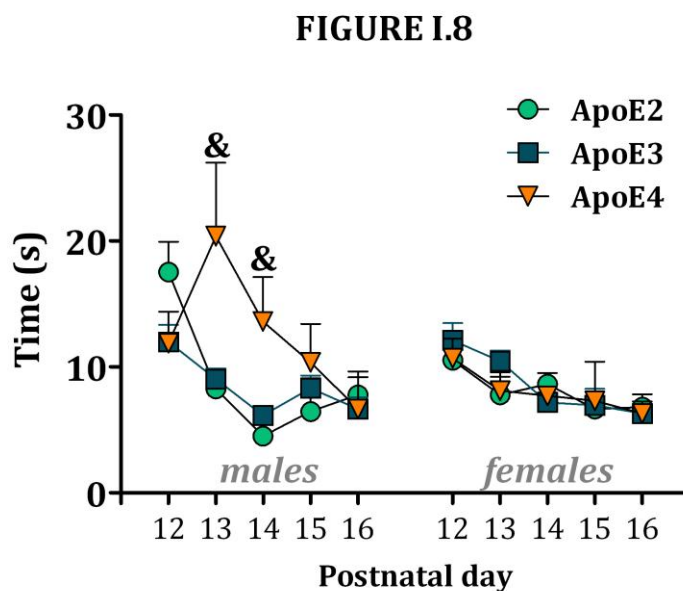 FIGURE I.8
ApoE2
ApoE3
ApoE4
30
20
10
0
Time (s)
&
&
males
females
12 13 14 15 16
12 13 14 15 16
Postnatal day